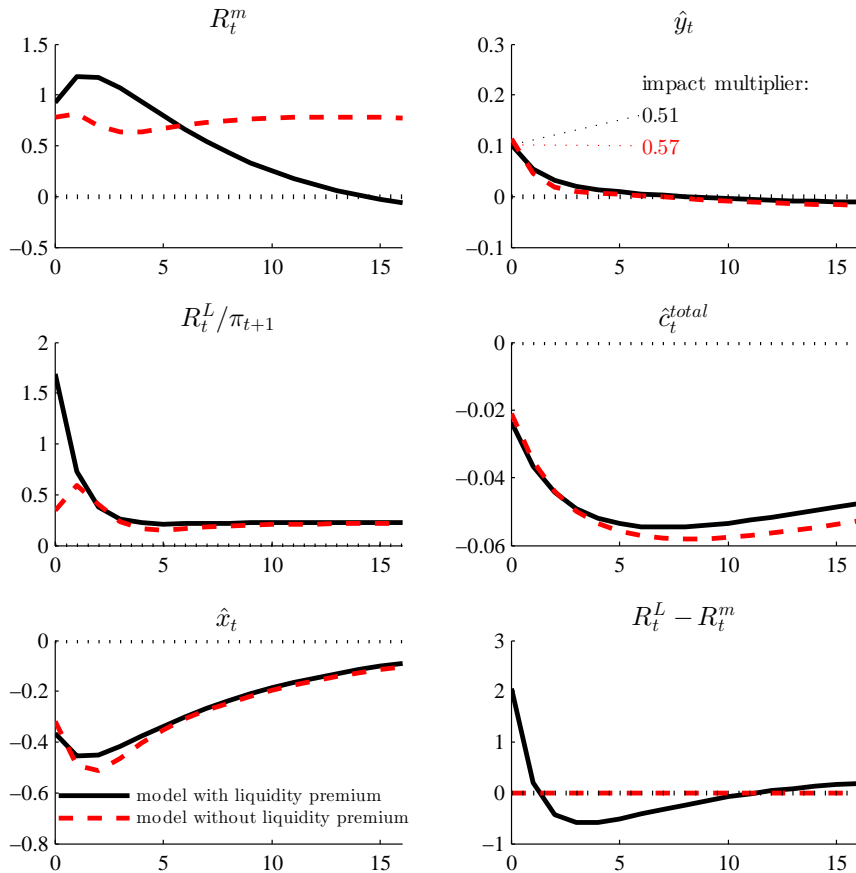 R_t^m
1.5
1
0.5
0
−0.5
0 5 10 15
ŷ_t
0.3
0.2
0.1
0
−0.1
0 5 10 15
impact multiplier:
0.51
0.57
R_t^L/π_{t+1}
2
1.5
1
0.5
0
0 5 10 15
ĉ_t^{total}
0
−0.02
−0.04
−0.06
0 5 10 15
x̂_t
0
−0.2
−0.4
−0.6
−0.8
0 5 10 15
model with liquidity premium
model without liquidity premium
R_t^L − R_t^m
3
2
1
0
−1
0 5 10 15